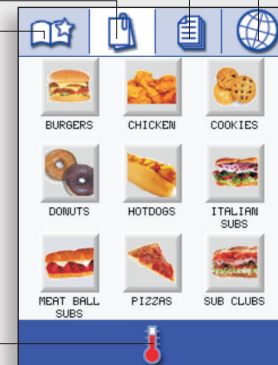 BURGERS
CHICKEN
COOKIES
DONUTS
HOTDOGS
ITALIAN
SUBS
MEAT BALL
SUBS
PIZZAS
SUB CLUBS